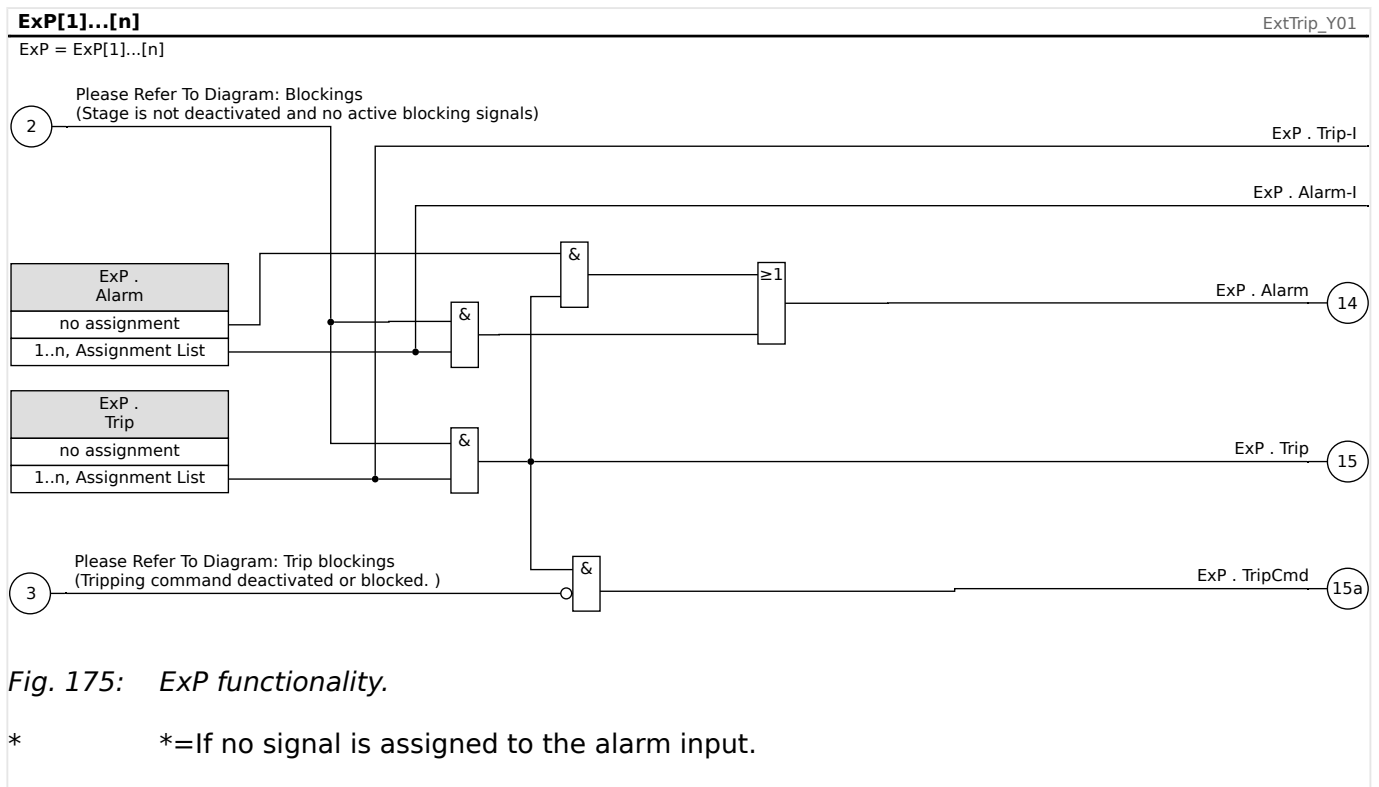 ExP[1]...[n]
ExtTrip_Y01
ExP = ExP[1]...[n]
Please Refer To Diagram: Blockings
(Stage is not deactivated and no active blocking signals)
2
ExP . Trip-I
ExP . Alarm-I
&
≥1
ExP .
Alarm
no assignment
1..n, Assignment List
&
ExP . Alarm
14
ExP .
Trip
no assignment
1..n, Assignment List
&
ExP . Trip
15
Please Refer To Diagram: Trip blockings
(Tripping command deactivated or blocked. )
3
&
ExP . TripCmd
15a
Fig. 175: ExP functionality.
* *=If no signal is assigned to the alarm input.